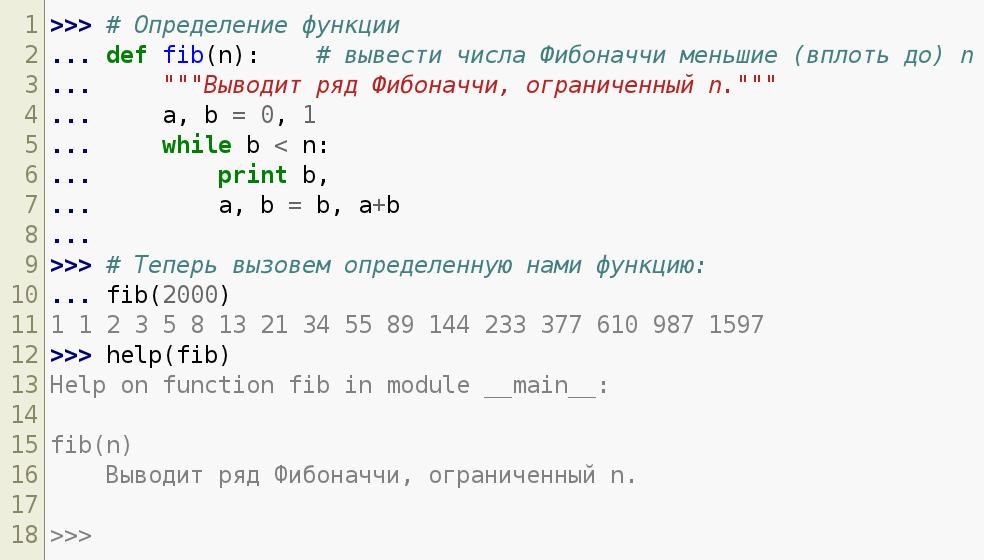 1 >>> # Определение функции
2 ... def fib(n):    # вывести числа Фибоначчи меньшие (вплоть до) n
3 ...     """Выводит ряд Фибоначчи, ограниченный n."""
4 ...     a, b = 0, 1
5 ...     while b < n:
6 ...         print b,
7 ...         a, b = b, a+b
8 ...
9 >>> # Теперь вызовем определенную нами функцию:
10 ... fib(2000)
11 1 1 2 3 5 8 13 21 34 55 89 144 233 377 610 987 1597
12 >>> help(fib)
13 Help on function fib in module __main__:
14
15 fib(n)
16     Выводит ряд Фибоначчи, ограниченный n.
17
18 >>>